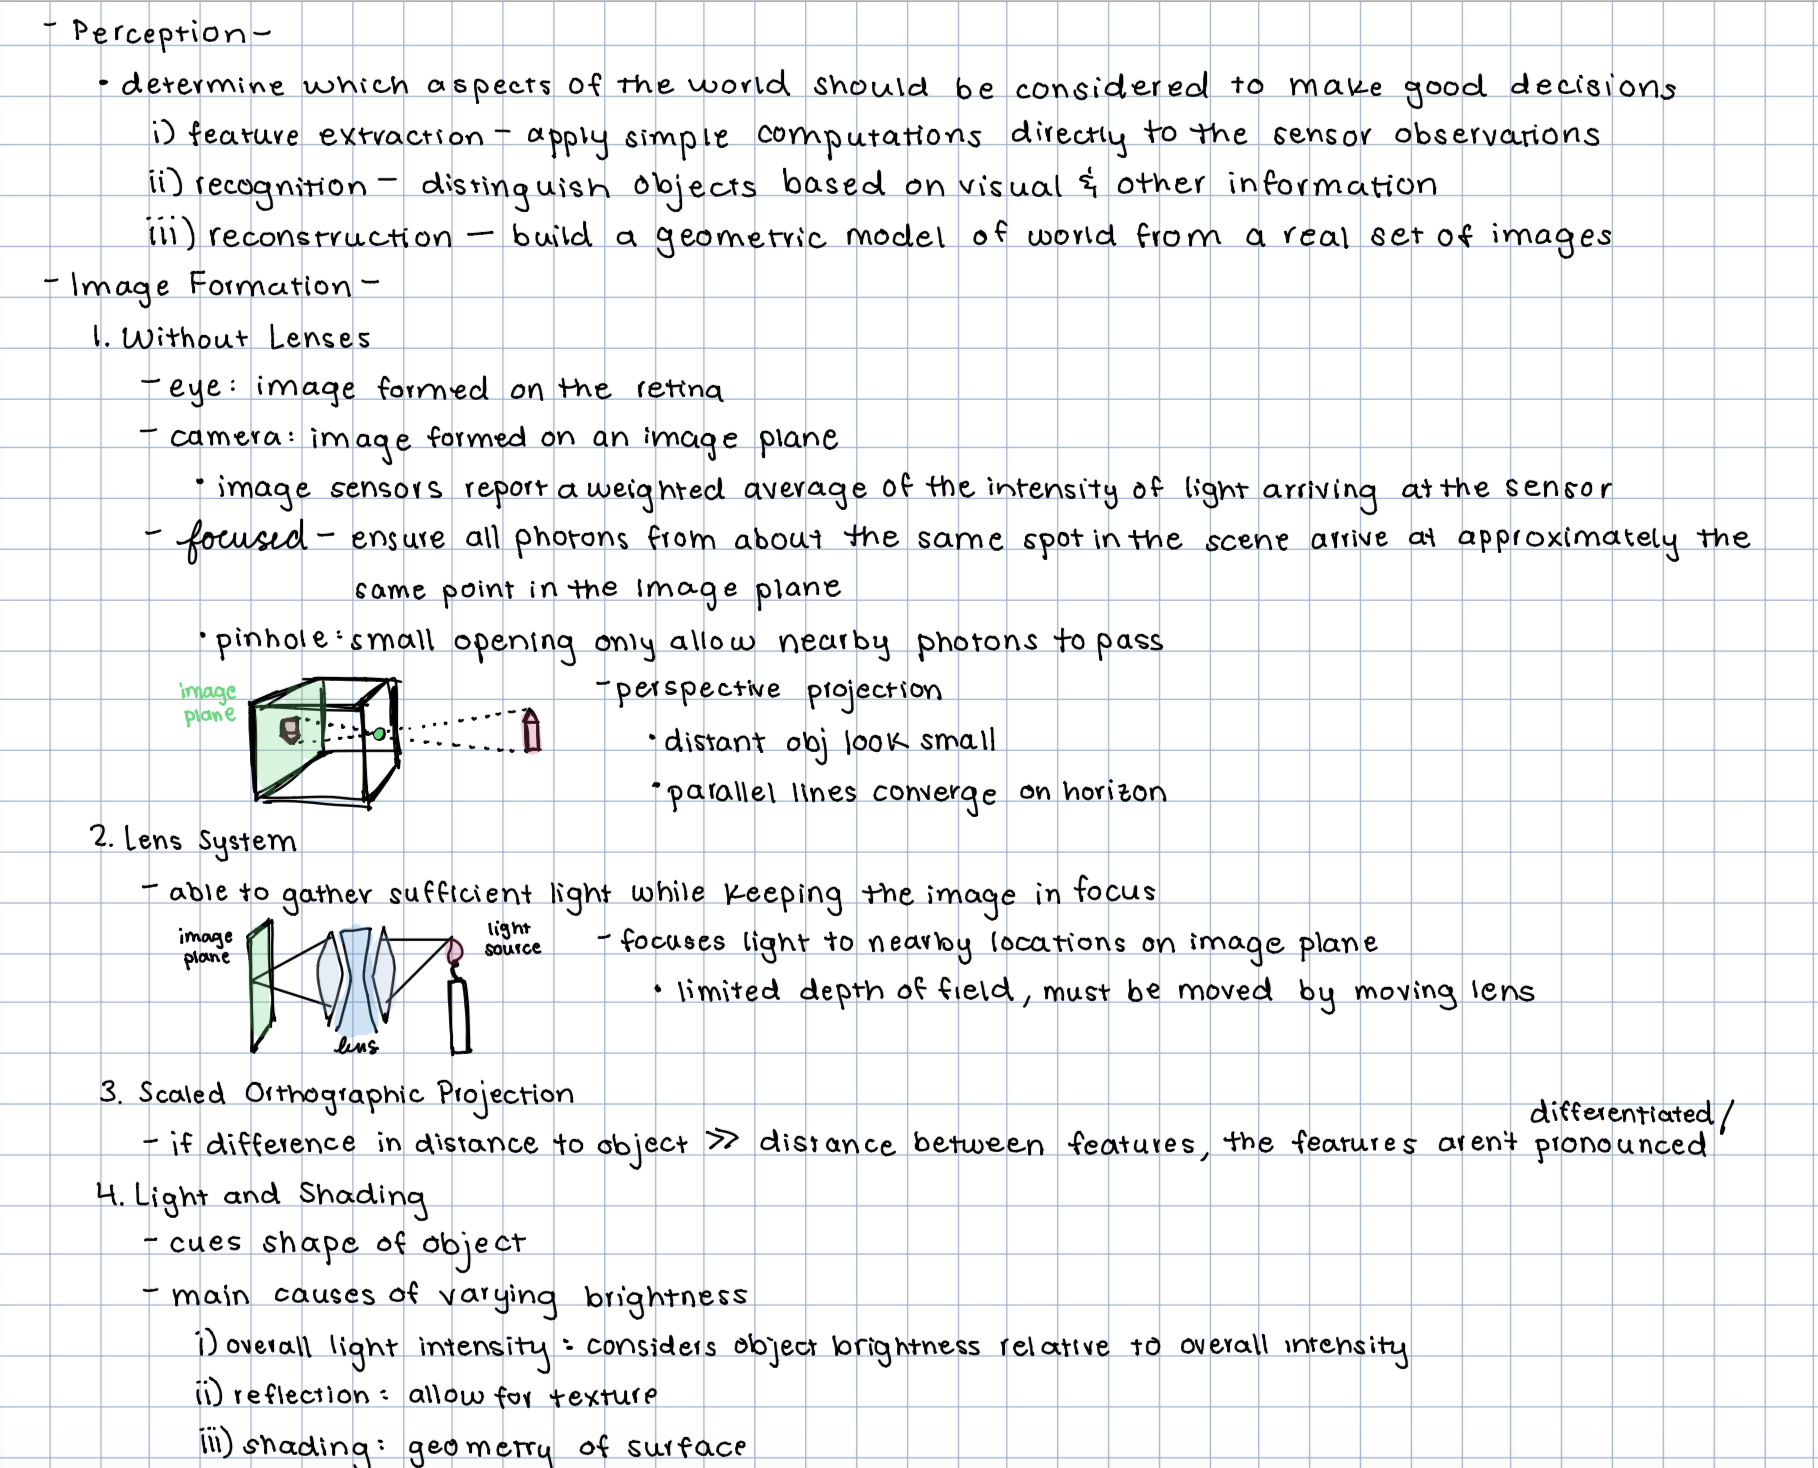 - Perception -
• determine which aspects of the world should be considered to make good decisions
i) feature extraction - apply simple computations directly to the sensor observations
ii) recognition - distinguish objects based on visual & other information
iii) reconstruction - build a geometric model of world from a real set of images
- Image Formation -
1. Without Lenses
- eye: image formed on the retina
- camera: image formed on an image plane
• image sensors report a weighted average of the intensity of light arriving at the sensor
- focused - ensure all photons from about the same spot in the scene arrive at approximately the
same point in the image plane
• pinhole: small opening only allow nearby photons to pass
image
plane
- perspective projection
• distant obj look small
• parallel lines converge on horizon
2. Lens System
- able to gather sufficient light while keeping the image in focus
image
plane
lens
light
source
- focuses light to nearby locations on image plane
• limited depth of field, must be moved by moving lens
3. Scaled Orthographic Projection
differentiated/
- if difference in distance to object >> distance between features, the features aren't pronounced
4. Light and Shading
- cues shape of object
- main causes of varying brightness
i) overall light intensity: considers object brightness relative to overall intensity
ii) reflection: allow for texture
iii) shading: geometry of surface